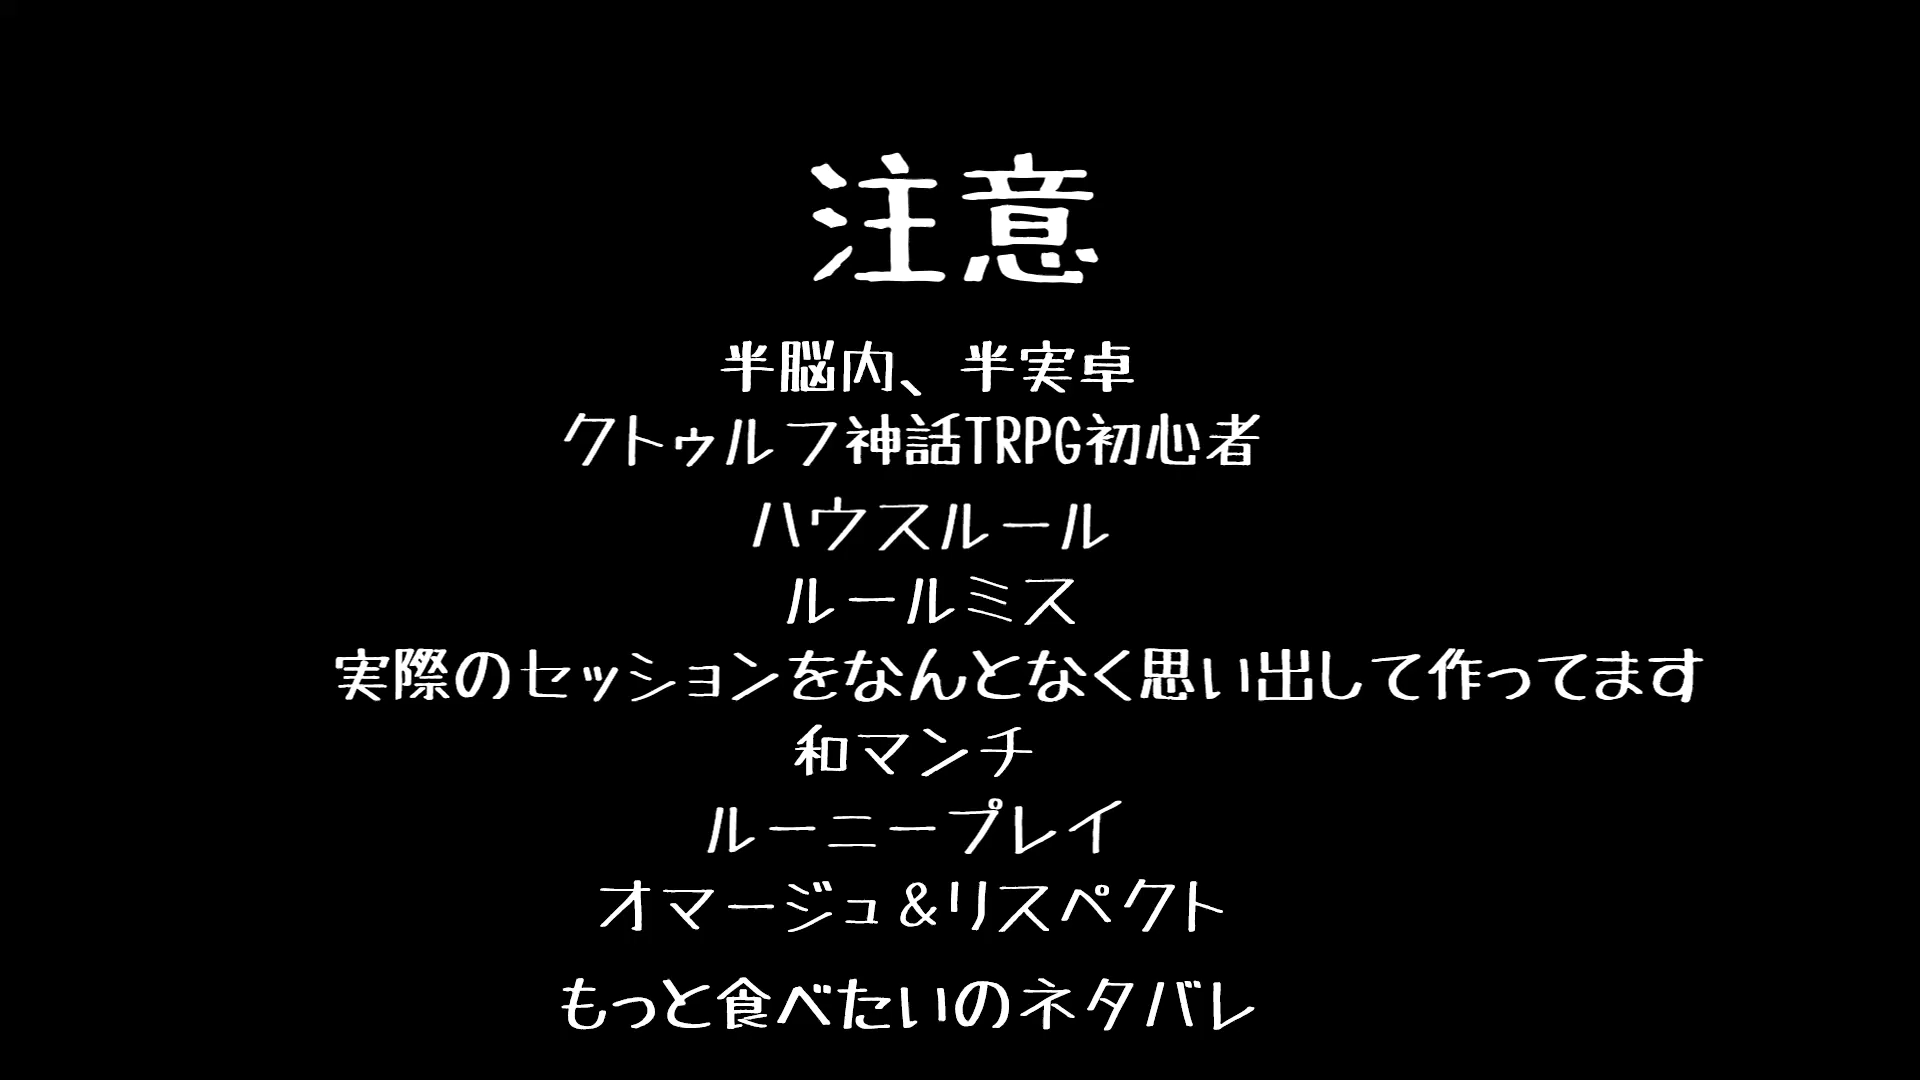 注意
半脳内、半実卓
クトゥルフ神話TRPG初心者
ハウスルール
ルールミス
実際のセッションをなんとなく思い出して作ってます
和マンチ
ルーニープレイ
オマージュ&リスペクト
もっと食べたいのネタバレ